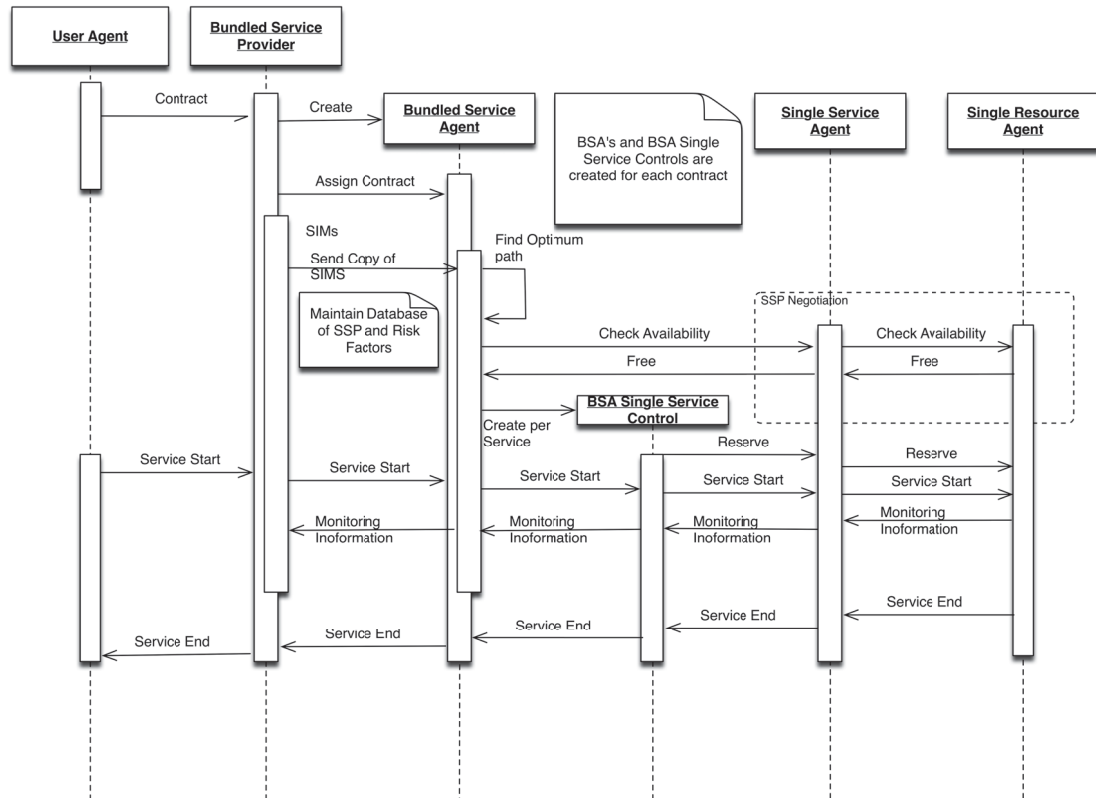 User Agent
Bundled Service
Provider
Contract
Create
Bundled Service
Agent
BSA's and BSA Single
Service Controls are
created for each contract
Single Service
Agent
Single Resource
Agent
Assign Contract
SIMs
Send Copy of
SIMS
Find Optimum
path
Maintain Database
of SSP and Risk
Factors
SSP Negotiation
Check Availability
Check Availability
Free
Free
BSA Single Service
Control
Create per
Service
Reserve
Reserve
Service Start
Service Start
Service Start
Service Start
Service Start
Monitoring
Inoformation
Monitoring
Inoformation
Monitoring
Inoformation
Monitoring
Inoformation
Service End
Service End
Service End
Service End
Service End